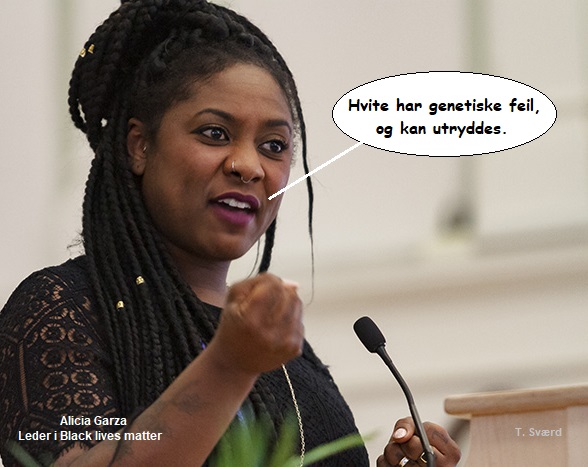 Hvite har genetiske feil,
og kan utryddes.
Alicia Garza
Leder i Black lives matter
T. Sværd